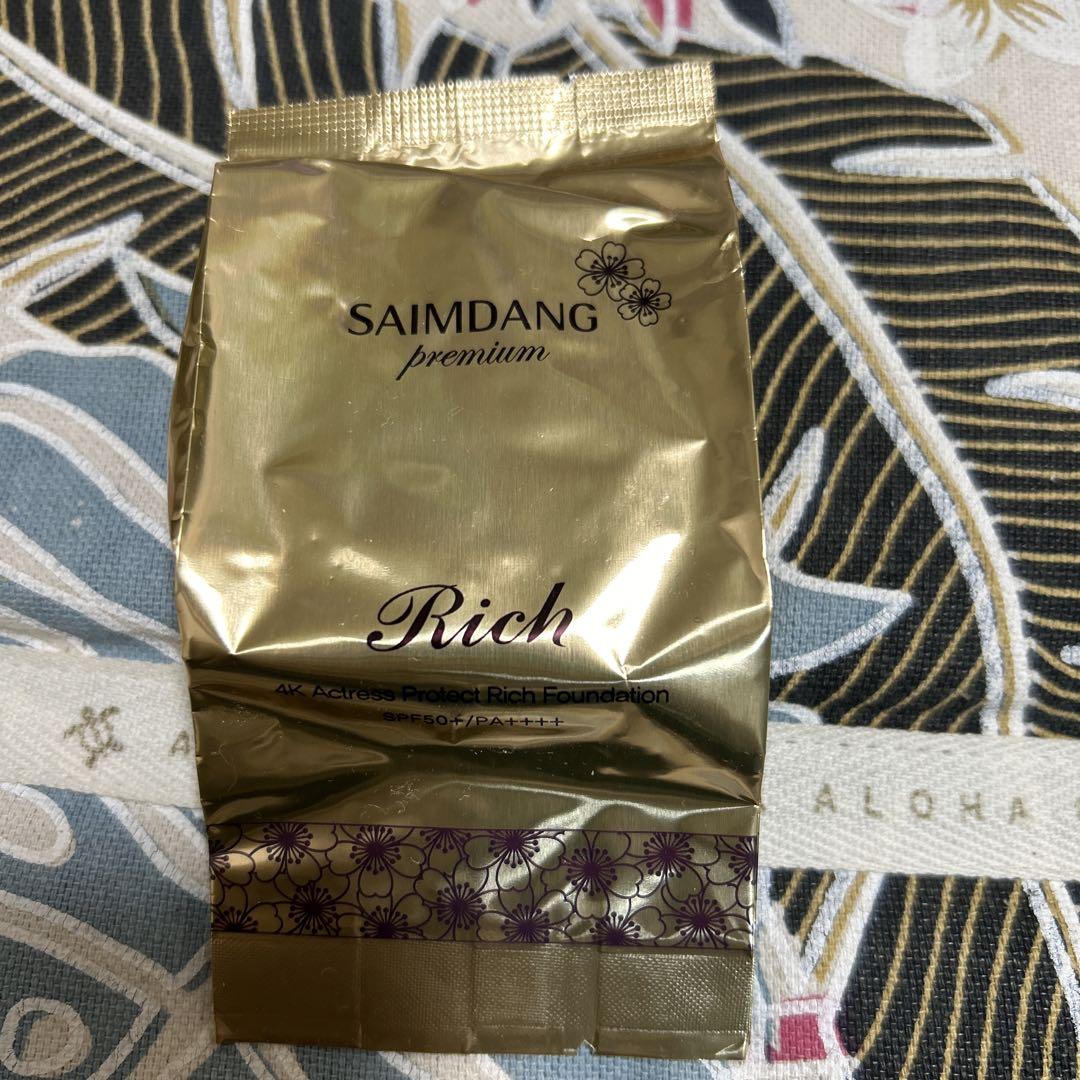 SAIMDANG
premium
Rich
4K Actress Protect Rich Foundation
SPF50+/PA++++
A
ALOHA